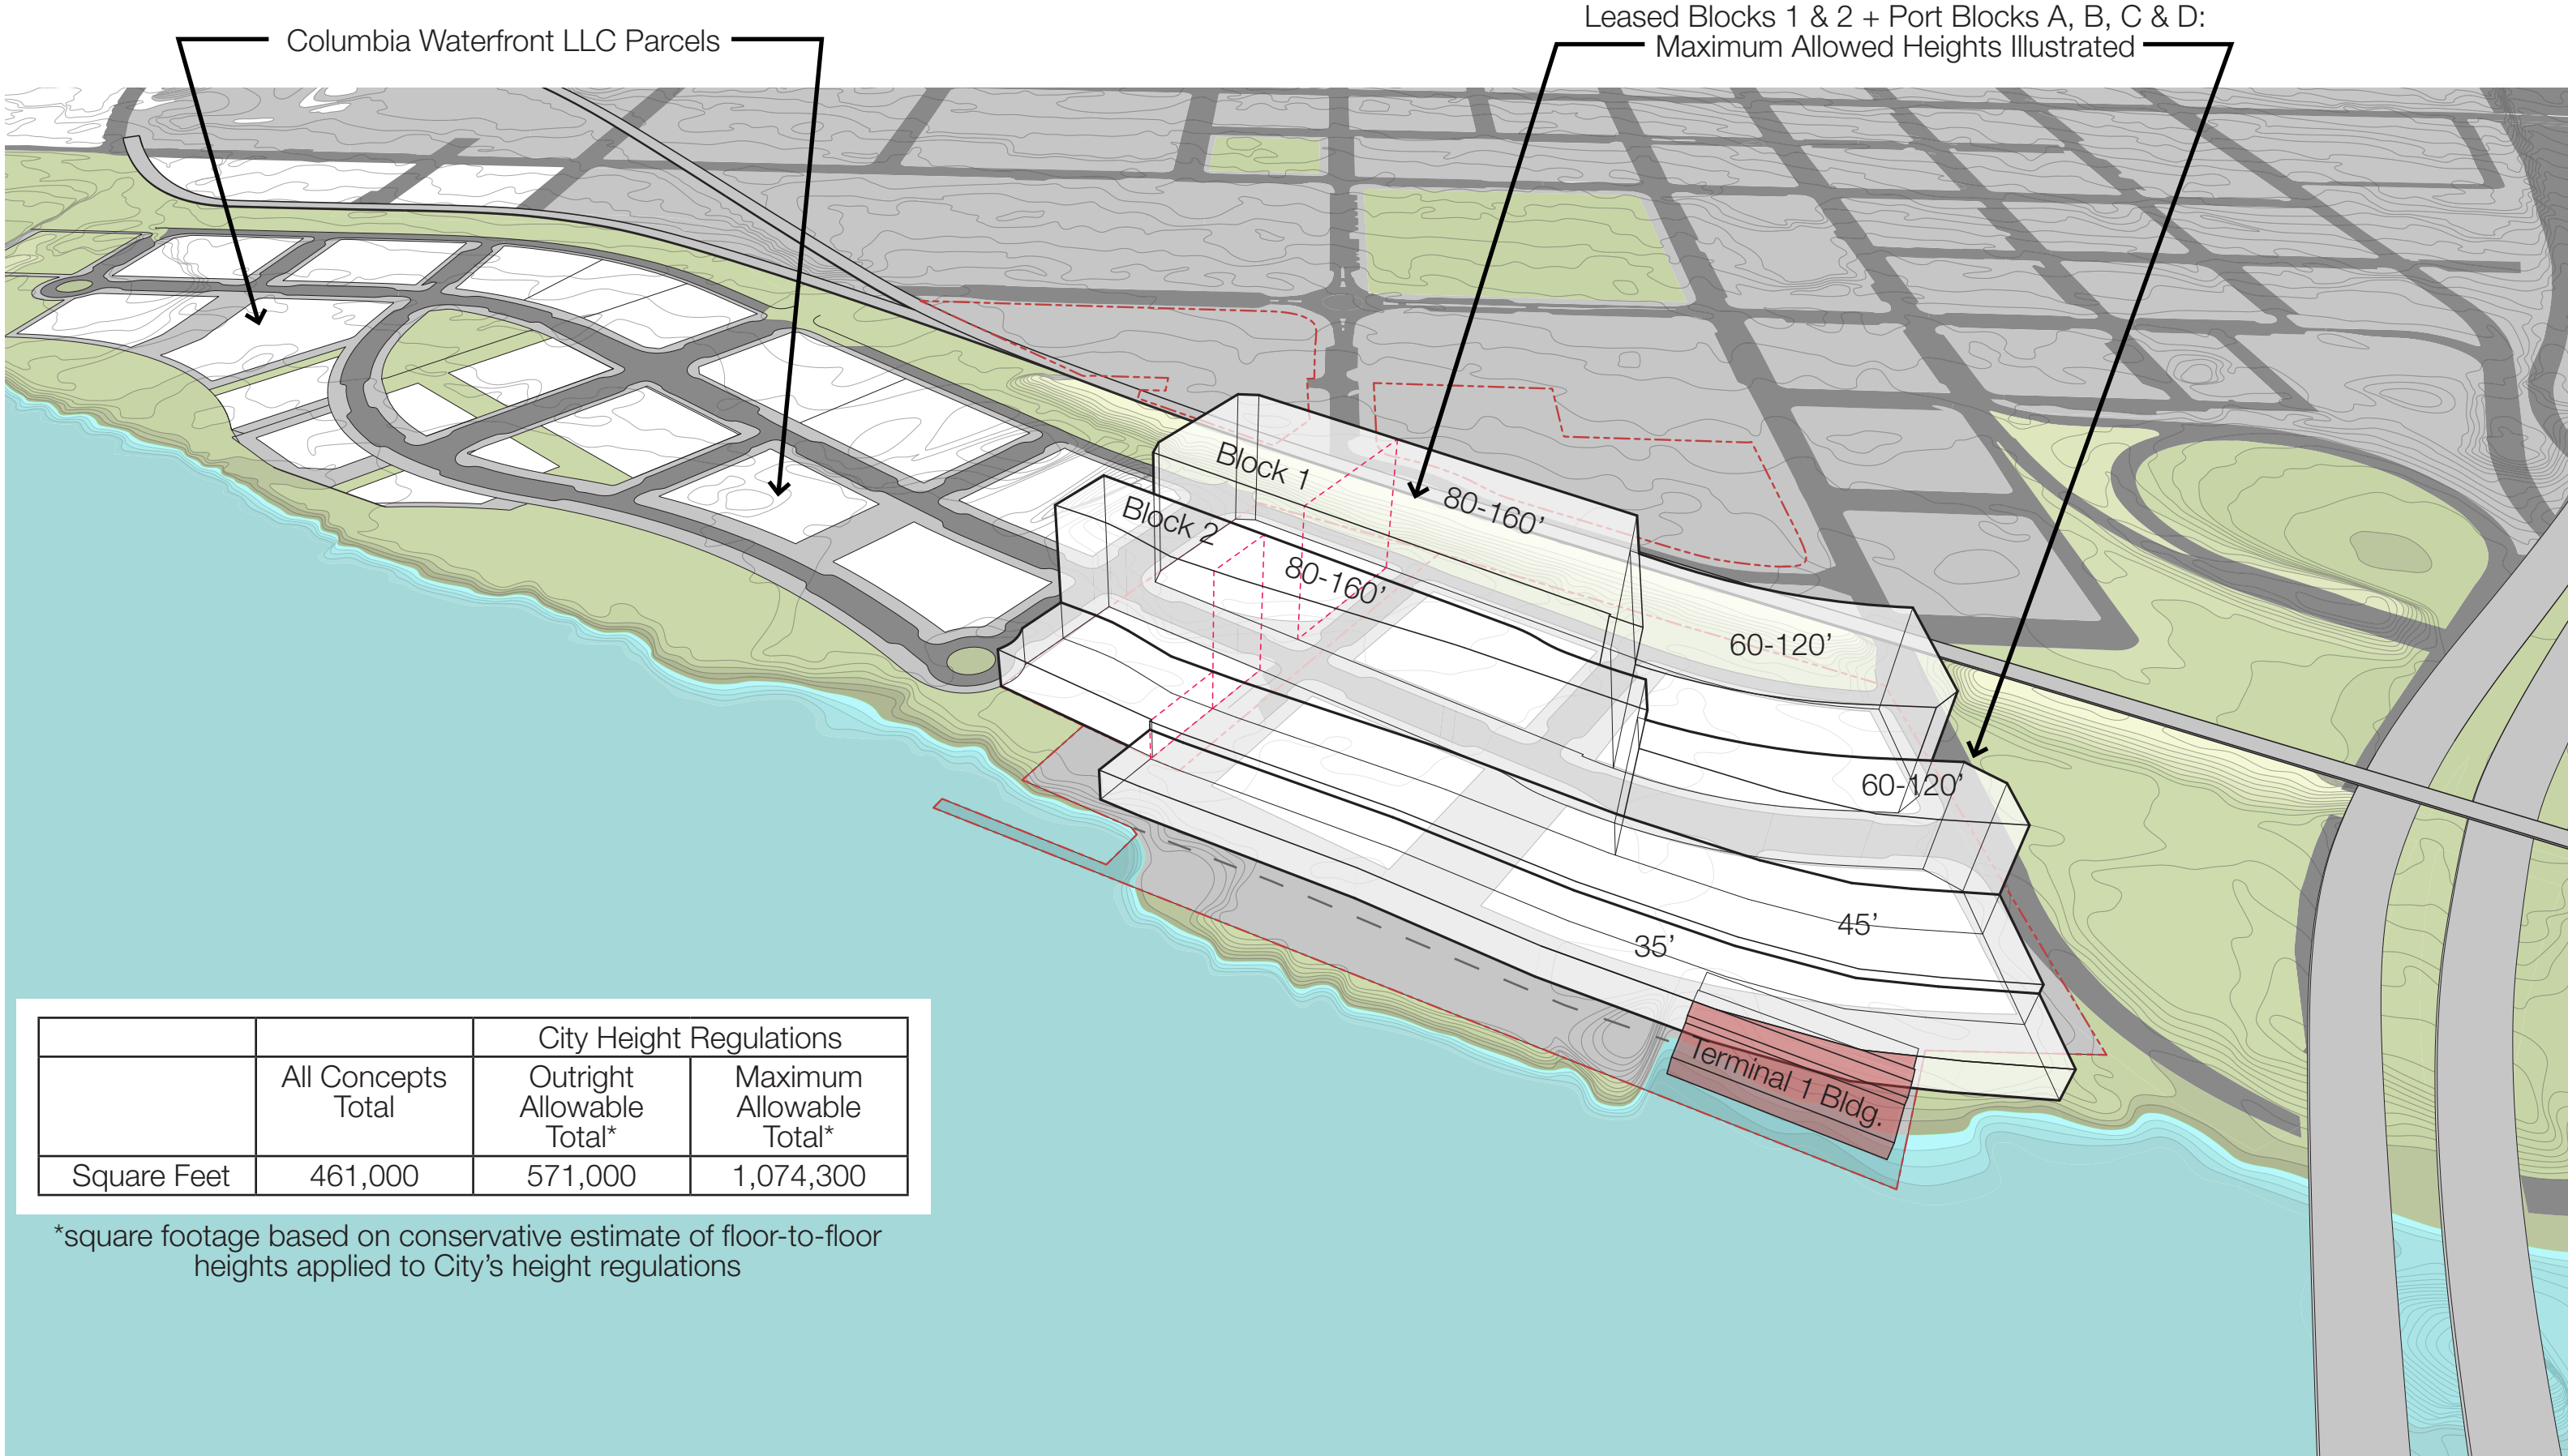 Columbia Waterfront LLC Parcels
Leased Blocks 1 & 2 + Port Blocks A, B, C & D:
Maximum Allowed Heights Illustrated
Block 1
80-160’
Block 2
80-160’
60-120’
60-120’
45’
35’
Terminal 1 Bldg.
City Height Regulations
All Concepts
Total
Outright
Allowable
Total*
Maximum
Allowable
Total*
Square Feet
461,000
571,000
1,074,300
*square footage based on conservative estimate of floor-to-floor
heights applied to City’s height regulations